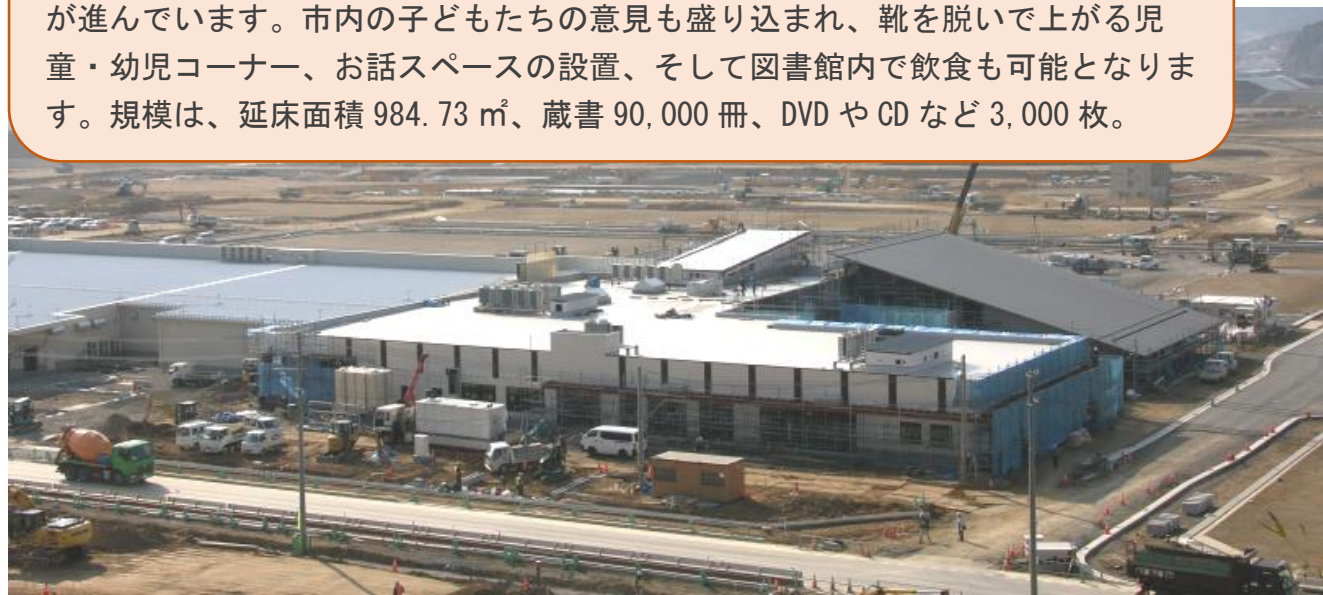 が進んでいます。市内の子どもたちの意見も盛り込まれ、靴を脱いで上がる児
童・幼児コーナー、お話スペースの設置、そして図書館内で飲食も可能となりま
す。規模は、延床面積 984.73 ㎡、蔵書 90,000 冊、DVD や CD など 3,000 枚。